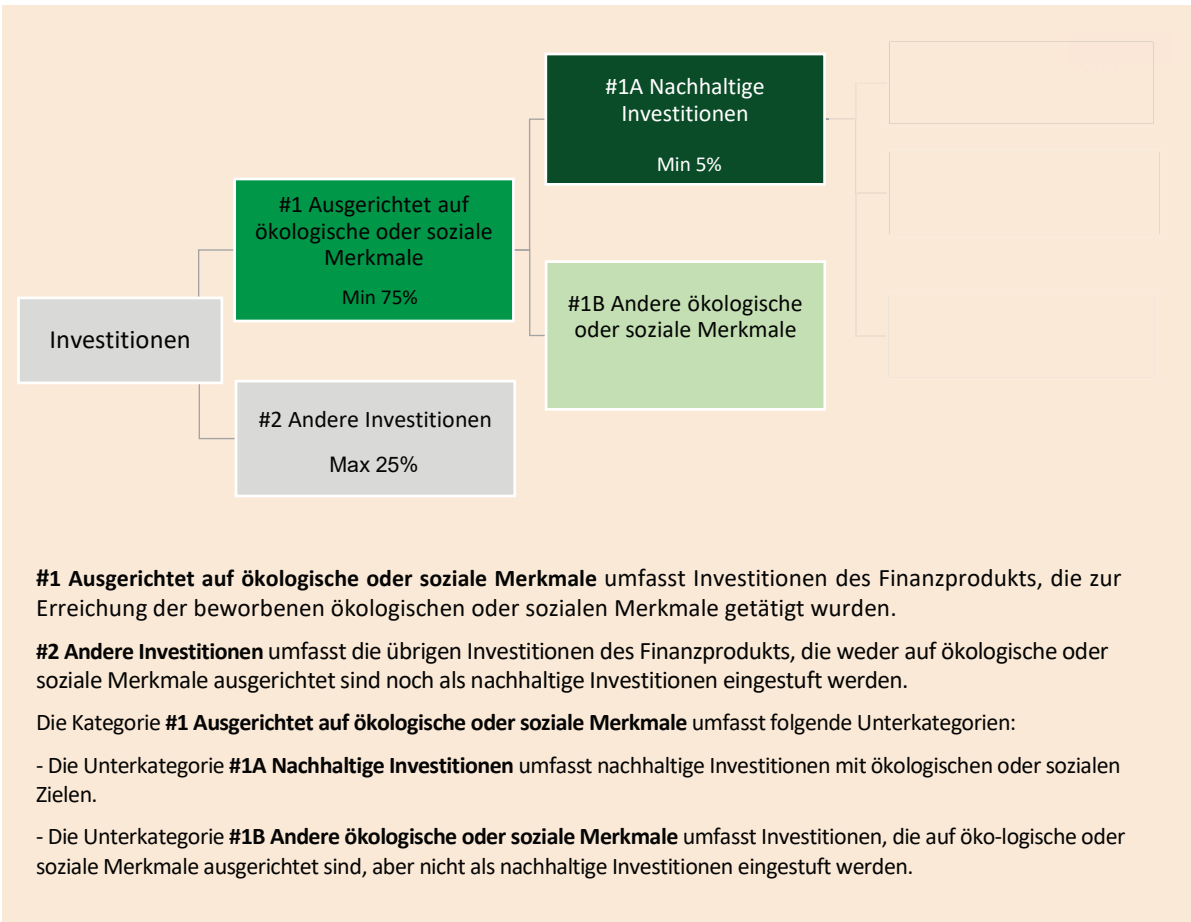 #1A Nachhaltige
Investitionen
Min 5%
#1 Ausgerichtet auf
ökologische oder soziale
Merkmale
Min 75%
#1B Andere ökologische
oder soziale Merkmale
Investitionen
#2 Andere Investitionen
Max 25%
#1 Ausgerichtet auf ökologische oder soziale Merkmale umfasst Investitionen des Finanzprodukts, die zur
Erreichung der beworbenen ökologischen oder sozialen Merkmale getätigt wurden.
#2 Andere Investitionen umfasst die übrigen Investitionen des Finanzprodukts, die weder auf ökologische oder
soziale Merkmale ausgerichtet sind noch als nachhaltige Investitionen eingestuft werden.
Die Kategorie #1 Ausgerichtet auf ökologische oder soziale Merkmale umfasst folgende Unterkategorien:
- Die Unterkategorie #1A Nachhaltige Investitionen umfasst nachhaltige Investitionen mit ökologischen oder sozialen
Zielen.
- Die Unterkategorie #1B Andere ökologische oder soziale Merkmale umfasst Investitionen, die auf öko-logische oder
soziale Merkmale ausgerichtet sind, aber nicht als nachhaltige Investitionen eingestuft werden.